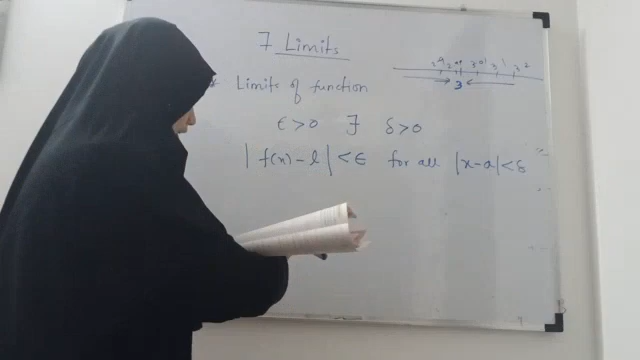 7 Limits
* Limits of function
ϵ>0 ∃ δ>0
|f(x)-l|<ϵ for all |x-a|<δ
3